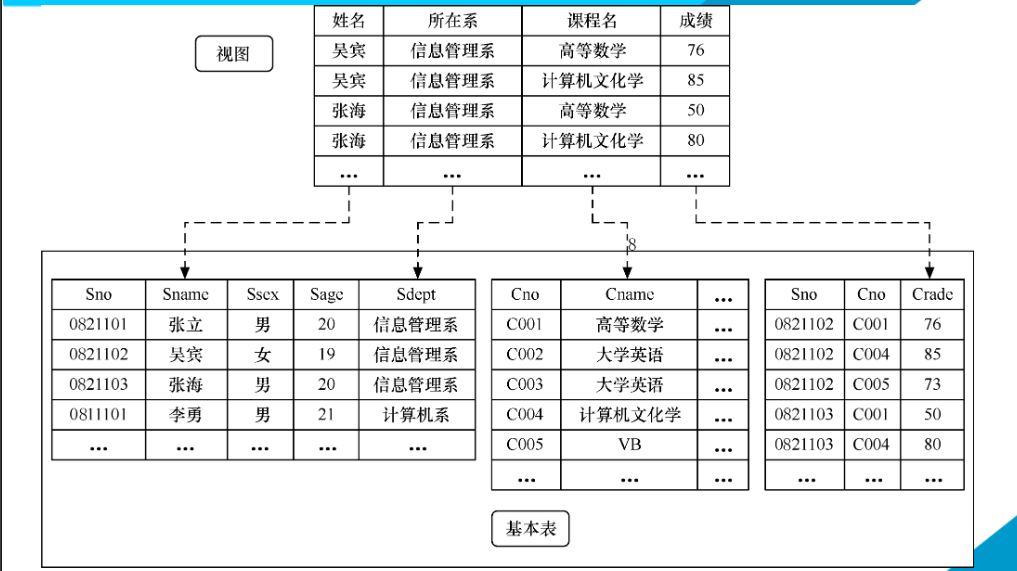 姓名 所在系 课程名 成绩
视图
吴宾 信息管理系 高等数学 76
吴宾 信息管理系 计算机文化学 85
张海 信息管理系 高等数学 50
张海 信息管理系 计算机文化学 80
... ... ... ...
8
Sno Sname Ssex Sage Sdept Cno Cname ... Sno Cno Crade
0821101 张立 男 20 信息管理系 C001 高等数学 ... 0821102 C001 76
0821102 吴宾 女 19 信息管理系 C002 大学英语 ... 0821102 C004 85
0821103 张海 男 20 信息管理系 C003 大学英语 ... 0821102 C005 73
0811101 李勇 男 21 计算机系 C004 计算机文化学 ... 0821103 C001 50
... ... ... ... ... C005 VB ... 0821103 C004 80
... ... ... ... ... ...
基本表